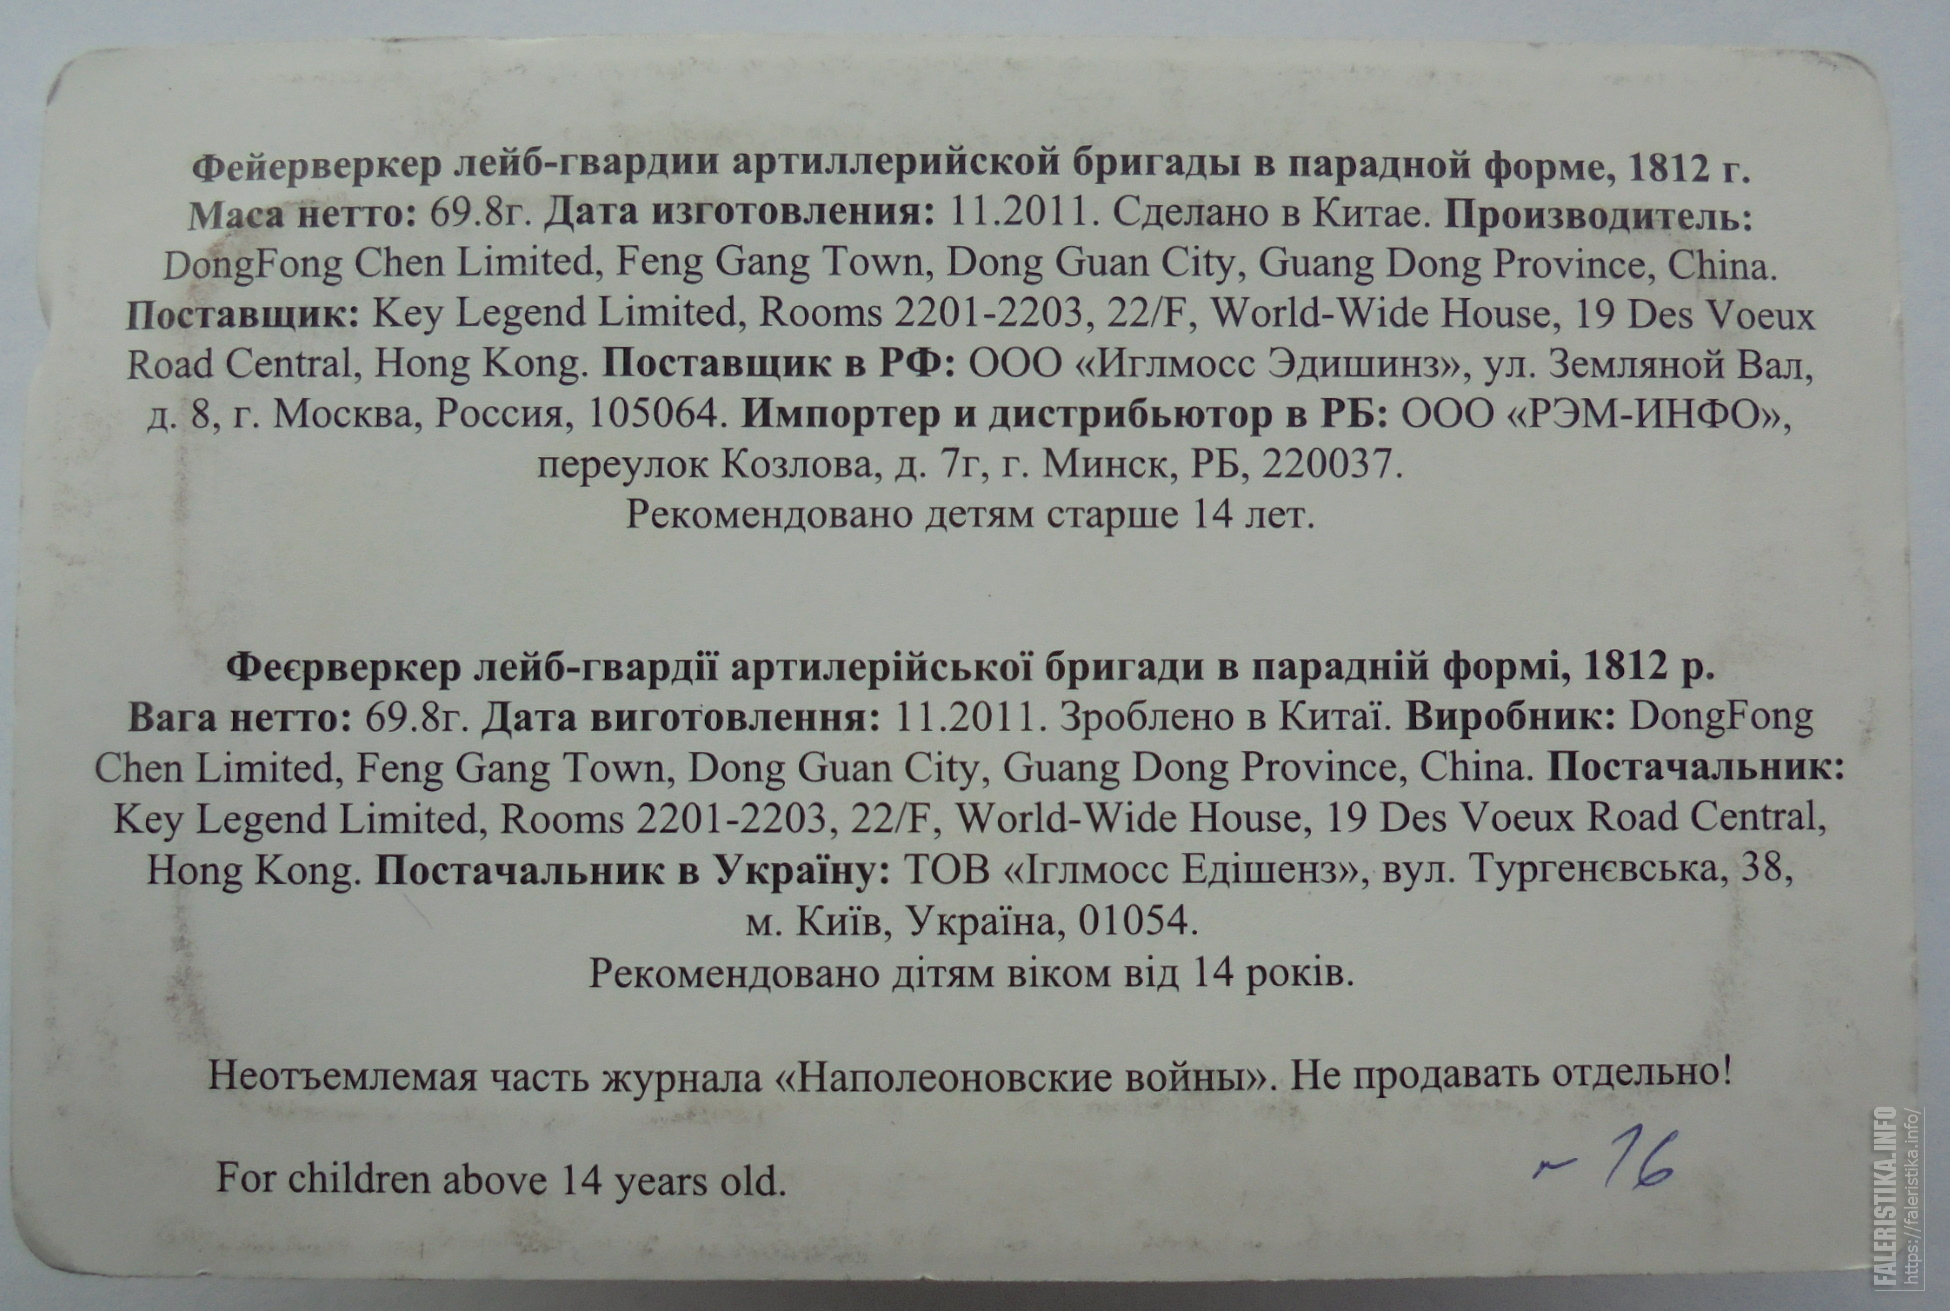 Фейерверкер лейб-гвардии артиллерийской бригады в парадной форме, 1812 г.
Маса нетто: 69.8г. Дата изготовления: 11.2011. Сделано в Китае. Производитель:
DongFong Chen Limited, Feng Gang Town, Dong Guan City, Guang Dong Province, China.
Поставщик: Key Legend Limited, Rooms 2201-2203, 22/F, World-Wide House, 19 Des Voeux
Road Central, Hong Kong. Поставщик в РФ: ООО «Иглмосс Эдишинз», ул. Земляной Вал,
д. 8, г. Москва, Россия, 105064. Импортер и дистрибьютор в РБ: ООО «РЭМ-ИНФО»,
переулок Козлова, д. 7г, г. Минск, РБ, 220037.
Рекомендовано детям старше 14 лет.
Феєрверкер лейб-гвардії артилерійської бригади в парадній формі, 1812 р.
Вага нетто: 69.8г. Дата виготовлення: 11.2011. Зроблено в Китаї. Виробник: DongFong
Chen Limited, Feng Gang Town, Dong Guan City, Guang Dong Province, China. Постачальник:
Key Legend Limited, Rooms 2201-2203, 22/F, World-Wide House, 19 Des Voeux Road Central,
Hong Kong. Постачальник в Україну: ТОВ «Іглмосс Едішенз», вул. Тургенєвська, 38,
м. Київ, Україна, 01054.
Рекомендовано дітям віком від 14 років.
Неотъемлемая часть журнала «Наполеоновские войны». Не продавать отдельно!
For children above 14 years old.
~ 16
FALERISTIKA.INFO
https://faleristika.info/